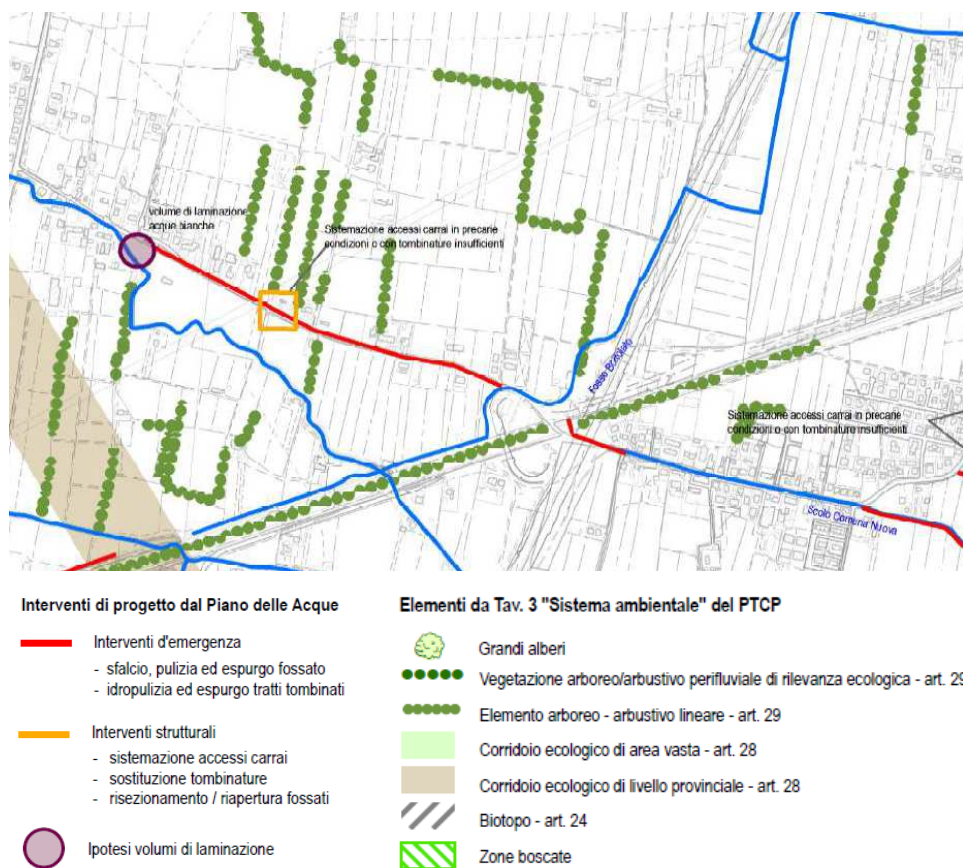 volume di laminazione
acque bianche
Sistemazione accessi carrai in precarie
condizioni o con tombinature insufficienti
Fosso Bortolato
Sistemazione accessi carrai in precarie
condizioni o con tombinature insufficienti
Scolo Comuna Nuova
Interventi di progetto dal Piano delle Acque
Interventi d'emergenza
- sfalcio, pulizia ed espurgo fossato
- idropulizia ed espurgo tratti tombinati
Interventi strutturali
- sistemazione accessi carrai
- sostituzione tombinature
- risezionamento / riapertura fossati
Ipotesi volumi di laminazione
Elementi da Tav. 3 "Sistema ambientale" del PTCP
Grandi alberi
Vegetazione arboreo/arbustivo perifluviale di rilevanza ecologica - art. 29
Elemento arboreo - arbustivo lineare - art. 29
Corridoio ecologico di area vasta - art. 28
Corridoio ecologico di livello provinciale - art. 28
Biotopo - art. 24
Zone boscate